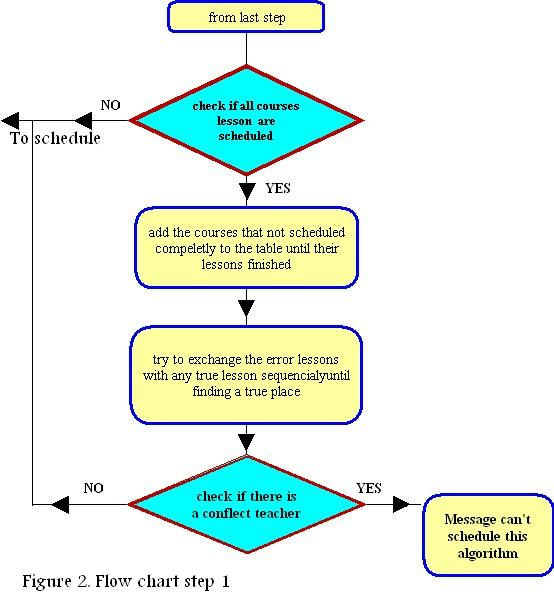 from last step
check if all courses
lesson are
scheduled
NO
To schedule
YES
add the courses that not scheduled
compeletly to the table until their
lessons finished
try to exchange the error lessons
with any true lesson sequencialyuntil
finding a true place
NO
check if there is
a conflect teacher
YES
Message can't
schedule this
algorithm
Figure 2. Flow chart step 1